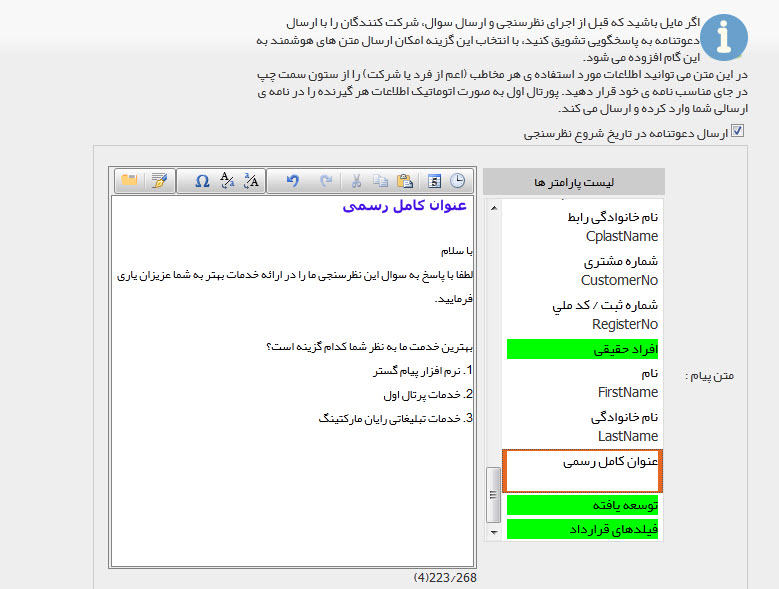 اگر مایل باشید که قبل از اجرای نظرسنجی و ارسال سوال، شرکت کنندگان را با ارسال
دعوتنامه به پاسخگویی تشویق کنید، با انتخاب این گزینه امکان ارسال متن های هوشمند به
این گام افزوده می شود.
در این متن می توانید اطلاعات مورد استفاده ی هر مخاطب (اعم از فرد یا شرکت) را از ستون سمت چپ
در جای مناسب نامه ی خود قرار دهید. پورتال اول به صورت اتوماتیک اطلاعات هر گیرنده را در نامه ی
ارسالی شما وارد کرده و ارسال می کند.
ارسال دعوتنامه در تاریخ شروع نظرسنجی
متن پیام :
لیست پارامتر ها
نام خانوادگی رابط
CplastName
شماره مشتری
CustomerNo
شماره ثبت / کد ملي
RegisterNo
افراد حقیقی
نام
FirstName
نام خانوادگی
LastName
عنوان کامل رسمی
توسعه یافته
فیلدهای قرارداد
عنوان کامل رسمی
با سلام
لطفا با پاسخ به سوال این نظرسنجی ما را در ارائه خدمات بهتر به شما عزیزان یاری
فرمایید.
بهترین خدمت ما به نظر شما کدام گزینه است؟
1. نرم افزار پیام گستر
2. خدمات پرتال اول
3. خدمات تبلیغاتی رایان مارکتینگ
(4)223/268